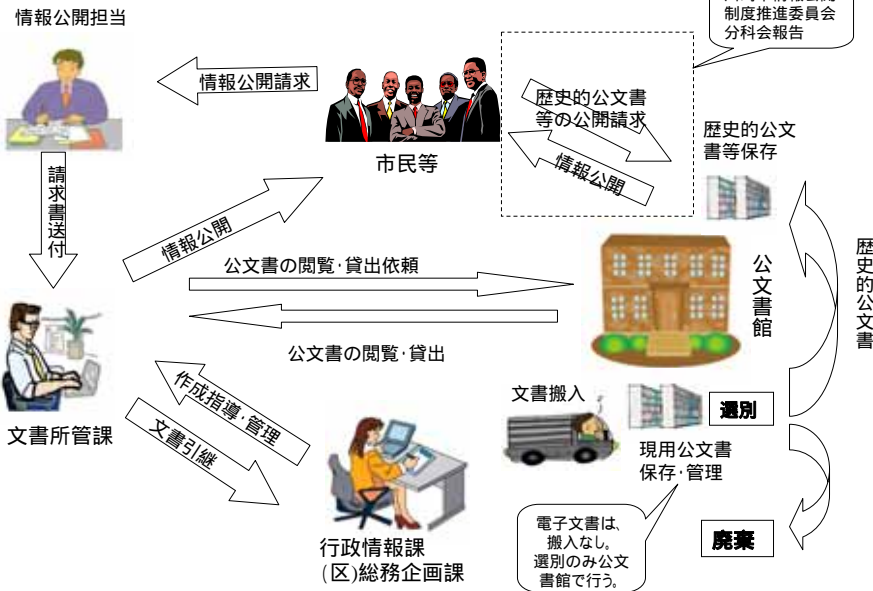 情報公開担当
制度推進委員会
分科会報告
情報公開請求
歴史的公文書
等の公開請求
情報公開
歴史的公文
書等保存
市民等
請求書送付
情報公開
公文書の閲覧・貸出依頼
公文書館
歴史的公文書
公文書の閲覧・貸出
作成指導・管理
文書引継
文書所管課
文書搬入
選別
現用公文書
保存・管理
行政情報課
(区)総務企画課
電子文書は、
搬入なし。
選別のみ公文
書館で行う。
廃棄